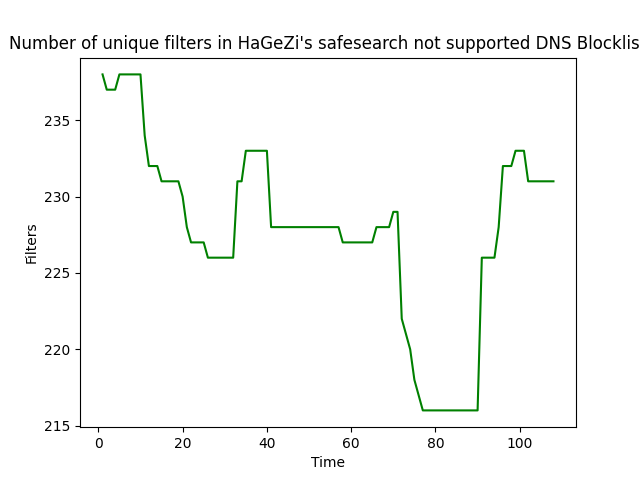 Number of unique filters in HaGeZi's safesearch not supported DNS Blocklis
235
230
225
220
215
Filters
0 20 40 60 80 100
Time